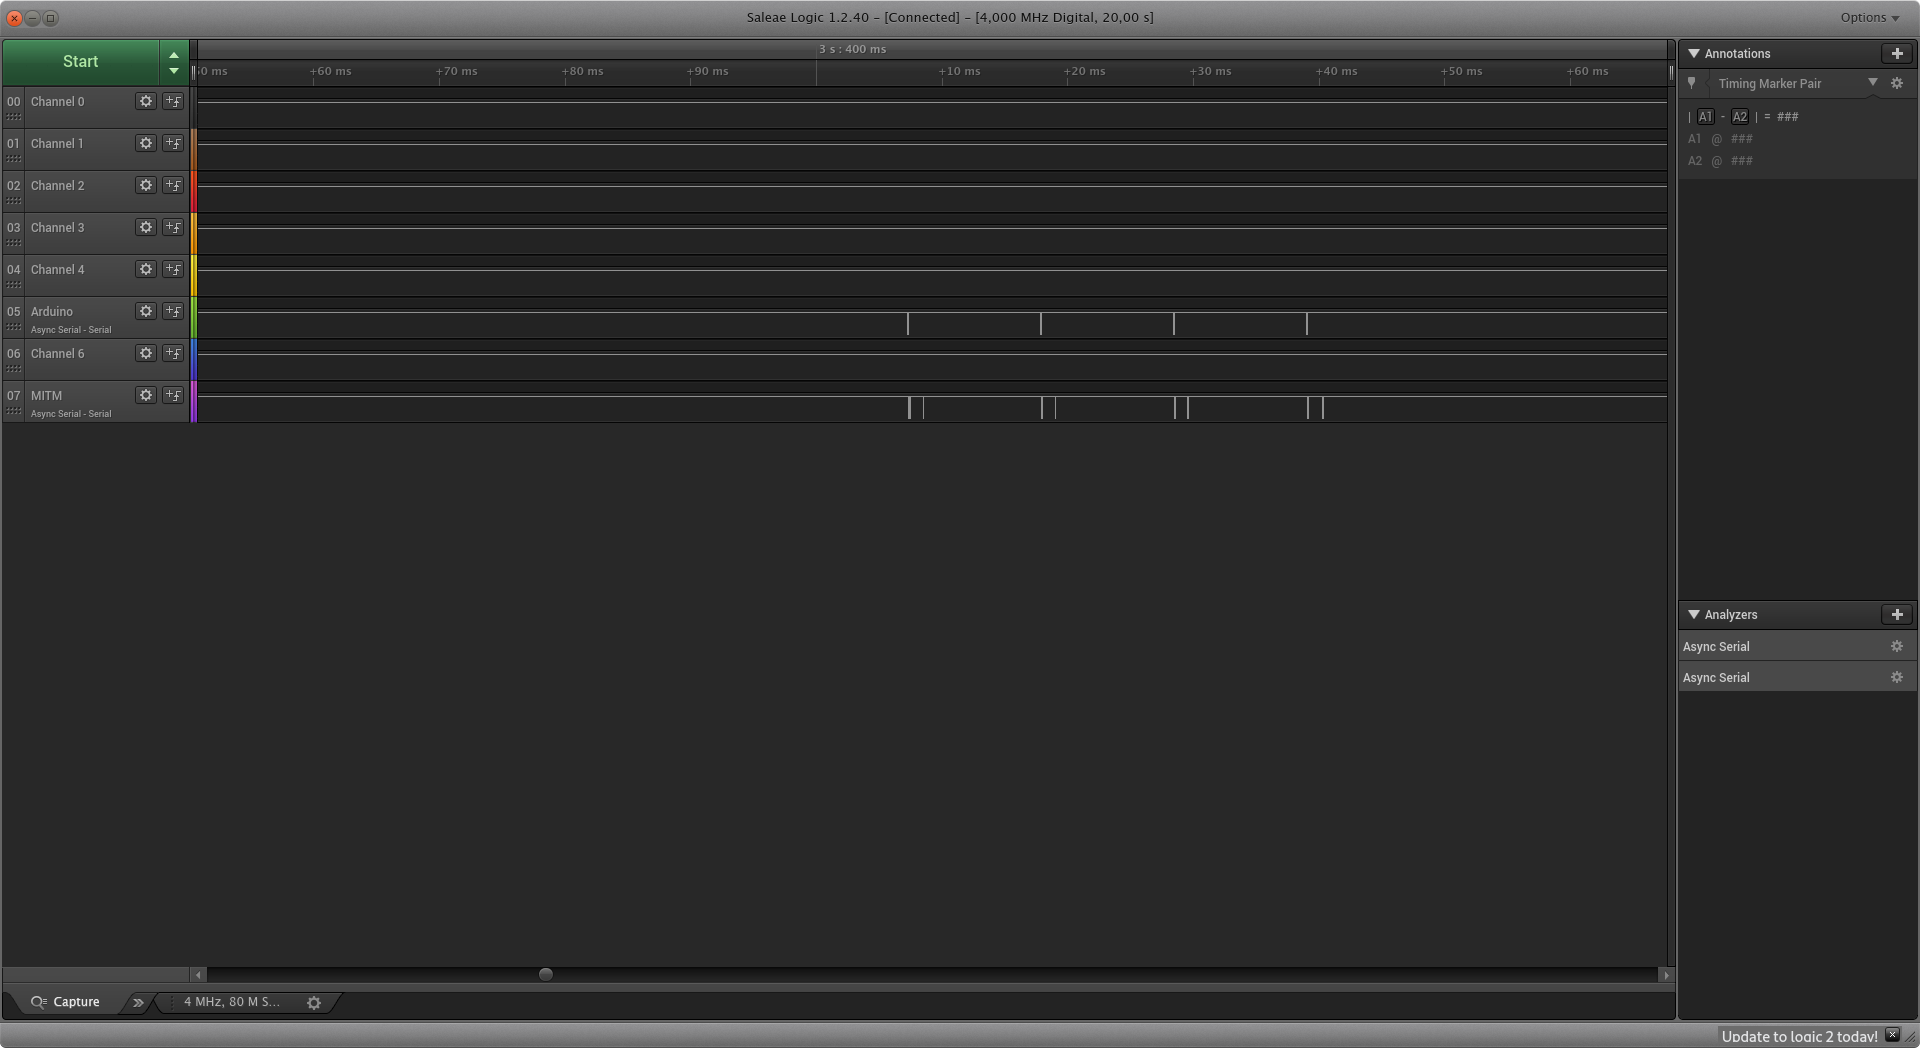 Saleae Logic 1.2.40 - [Connected] - [4,000 MHz Digital, 20,00 s]
Options
Start
3 s : 400 ms
50 ms +60 ms +70 ms +80 ms +90 ms +10 ms +20 ms +30 ms +40 ms +50 ms +60 ms
00 Channel 0
01 Channel 1
02 Channel 2
03 Channel 3
04 Channel 4
05 Arduino
Async Serial - Serial
06 Channel 6
07 MITM
Async Serial - Serial
Annotations
Timing Marker Pair
| A1 - A2 | = ###
A1 @ ###
A2 @ ###
Analyzers
Async Serial
Async Serial
Capture
4 MHz, 80 M S...
Update to logic 2 today!